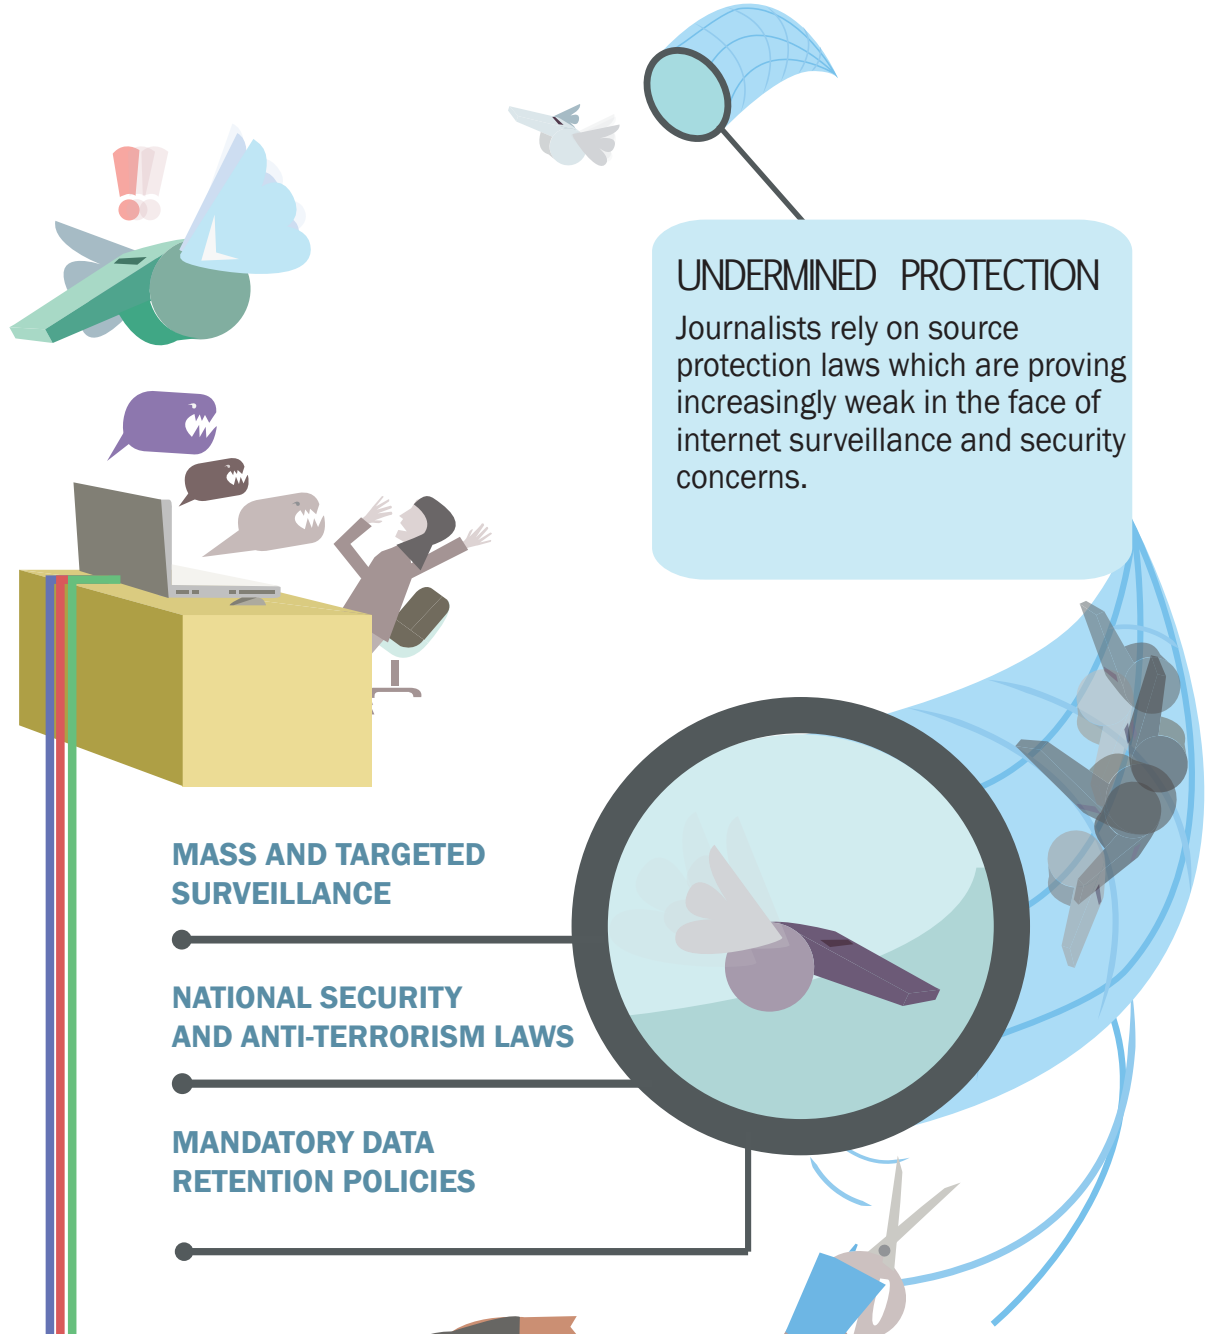 UNDERMINED PROTECTION
Journalists rely on source
protection laws which are proving
increasingly weak in the face of
internet surveillance and security
concerns.
MASS AND TARGETED
SURVEILLANCE
NATIONAL SECURITY
AND ANTI-TERRORISM LAWS
MANDATORY DATA
RETENTION POLICIES